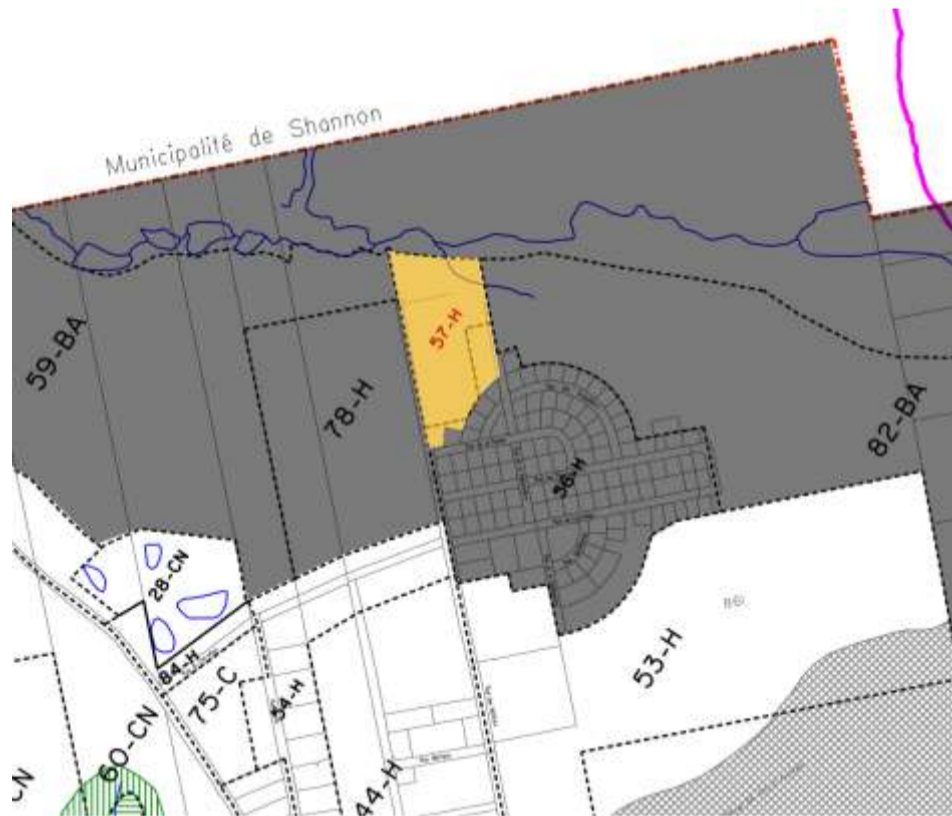 Municipalité de Shannon
59-BA
57-H
78-H
82-BA
56-H
28-CN
84-H
75-C
54-H
53-H
60-CN
44-H
CN